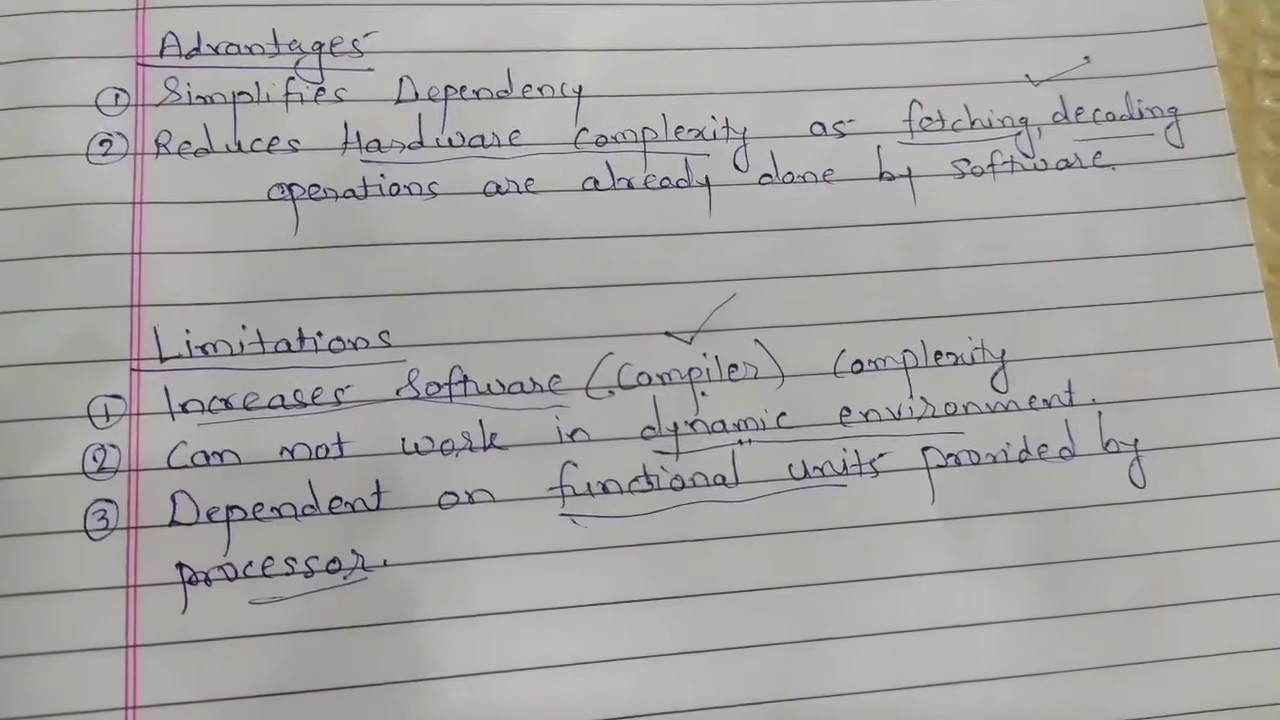 Advantages
① Simplifies Dependency
② Reduces Hardware Complexity as fetching, decoding
operations are already done by software.
Limitations
① Increases Software (Compiler) Complexity
② Can not work in dynamic environment.
③ Dependent on functional units provided by
processor.